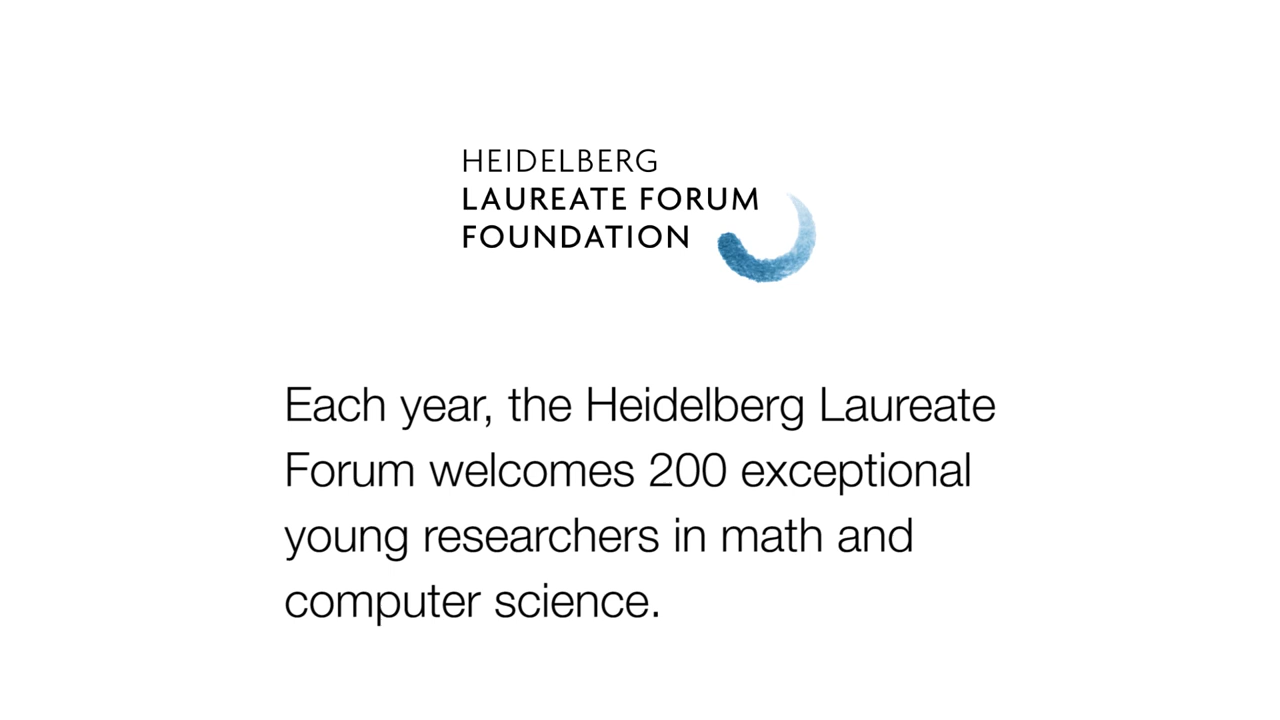 HEIDELBERG
LAUREATE FORUM
FOUNDATION
Each year, the Heidelberg Laureate
Forum welcomes 200 exceptional
young researchers in math and
computer science.